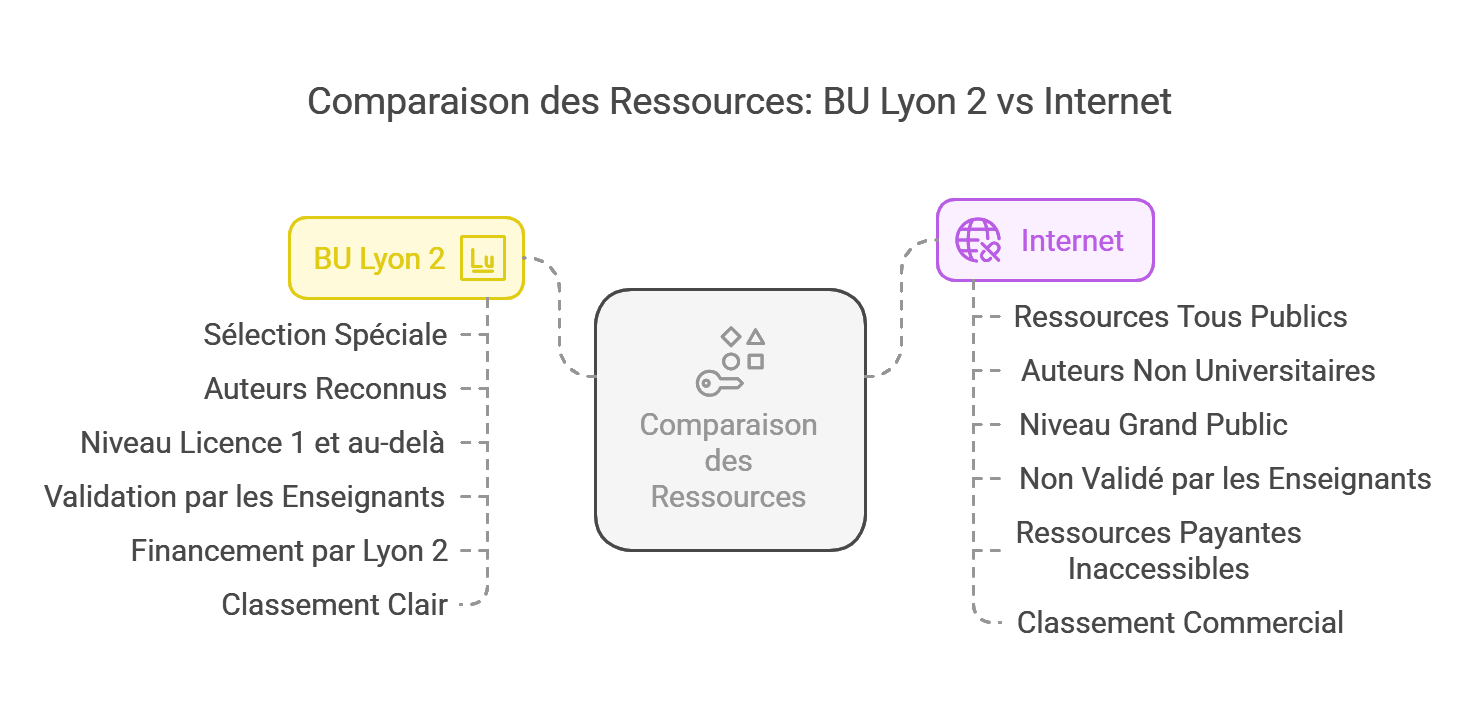 Comparaison des Ressources: BU Lyon 2 vs Internet
BU Lyon 2
Lu
Sélection Spéciale
Auteurs Reconnus
Niveau Licence 1 et au-delà
Validation par les Enseignants
Financement par Lyon 2
Classement Clair
Comparaison
des
Ressources
Internet
Ressources Tous Publics
Auteurs Non Universitaires
Niveau Grand Public
Non Validé par les Enseignants
Ressources Payantes
Inaccessibles
Classement Commercial